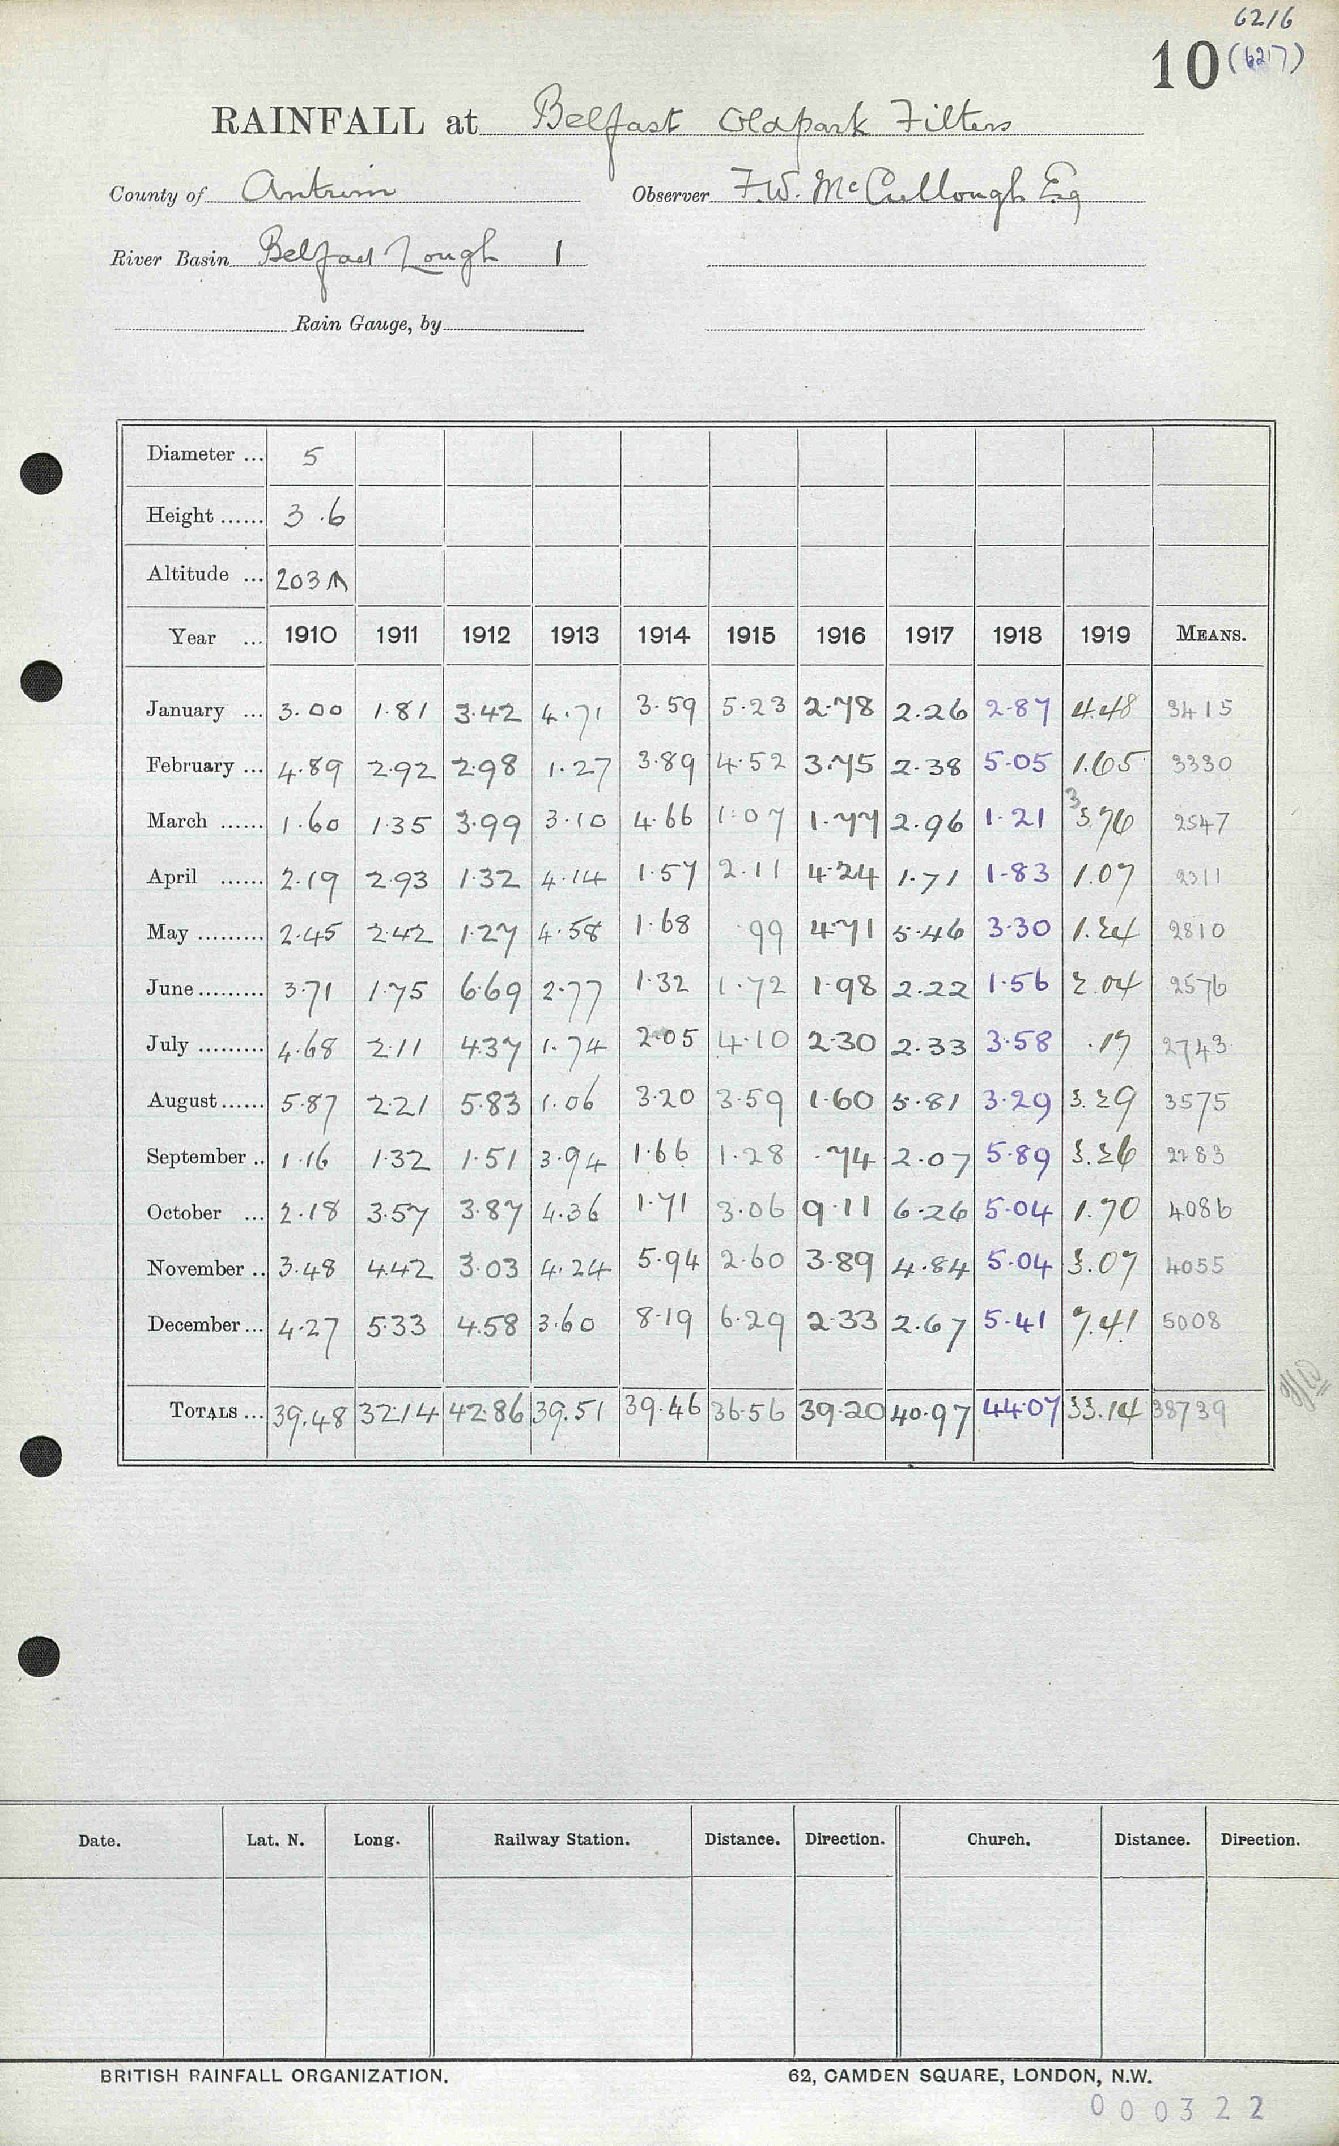 6216
10 (627)
RAINFALL at Belfast Oldpark Filters
County of Antrim Observer F.W. McCullough Esq
River Basin Belfast Lough 1
Rain Gauge, by
Diameter ... 5
Height ...... 3.6
Altitude ... 203
Year ... 1910 1911 1912 1913 1914 1915 1916 1917 1918 1919 MEANS.
January ... 3.00 1.81 3.42 4.71 3.59 5.23 2.78 2.26 2.87 4.48 3415
February ... 4.89 2.92 2.98 1.27 3.89 4.52 3.75 2.38 5.05 1.65 3330
March ...... 1.60 1.35 3.99 3.10 4.66 1.07 1.77 2.96 1.21 3.76 2547
April ...... 2.19 2.93 1.32 4.14 1.57 2.11 4.24 1.71 1.83 1.07 2311
May ......... 2.45 2.42 1.27 4.58 1.68 .99 4.71 5.46 3.30 1.24 2810
June ......... 3.71 1.75 6.69 2.77 1.32 1.72 1.98 2.22 1.56 2.04 2576
July ......... 4.68 2.11 4.37 1.74 2.05 4.10 2.30 2.33 3.58 .17 2743
August ...... 5.87 2.21 5.83 1.06 3.20 3.59 1.60 5.81 3.29 3.29 3575
September .. 1.16 1.32 1.51 3.94 1.66 1.28 .74 2.07 5.89 3.26 2283
October ... 2.18 3.57 3.87 4.36 1.71 3.06 9.11 6.26 5.04 1.70 4086
November .. 3.48 4.42 3.03 4.24 5.94 2.60 3.89 4.84 5.04 3.07 4055
December ... 4.27 5.33 4.58 3.60 8.19 6.29 2.33 2.67 5.41 7.41 5008
TOTALS ... 39.48 32.14 42.86 39.51 39.46 36.56 39.20 40.97 44.07 33.14 38739
Date. Lat. N. Long. Railway Station. Distance. Direction. Church. Distance. Direction.
BRITISH RAINFALL ORGANIZATION. 62, CAMDEN SQUARE, LONDON, N.W.
000322